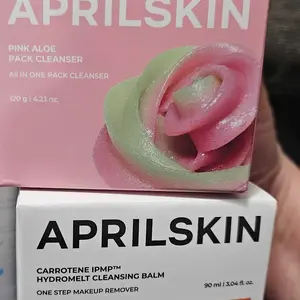 APRILSKIN
PINK ALOE
PACK CLEANSER
All IN ONE PACK CLEANSER
120 g | 4.23 oz.
APRILSKIN
CARROTENE IPMP™
HYDROMELT CLEANSING BALM
90 ml | 3.04 fl. oz.
ONE STEP MAKEUP REMOVER